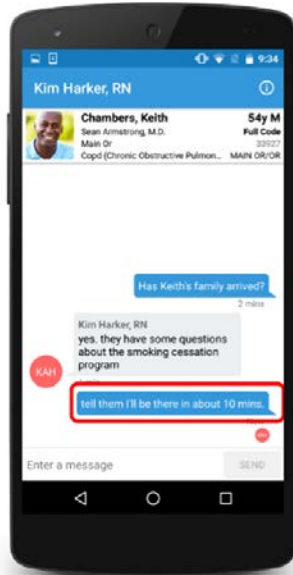 9:34
Kim Harker, RN
Chambers, Keith 54y M
Sean Armstrong, M.D. Full Code
Main Or 33927
Copd (Chronic Obstructive Pulmon... MAIN OR/OR
Has Keith's family arrived?
2 mins
Kim Harker, RN
yes. they have some questions
about the smoking cessation
program
KAH
tell them I'll be there in about 10 mins.
Enter a message SEND